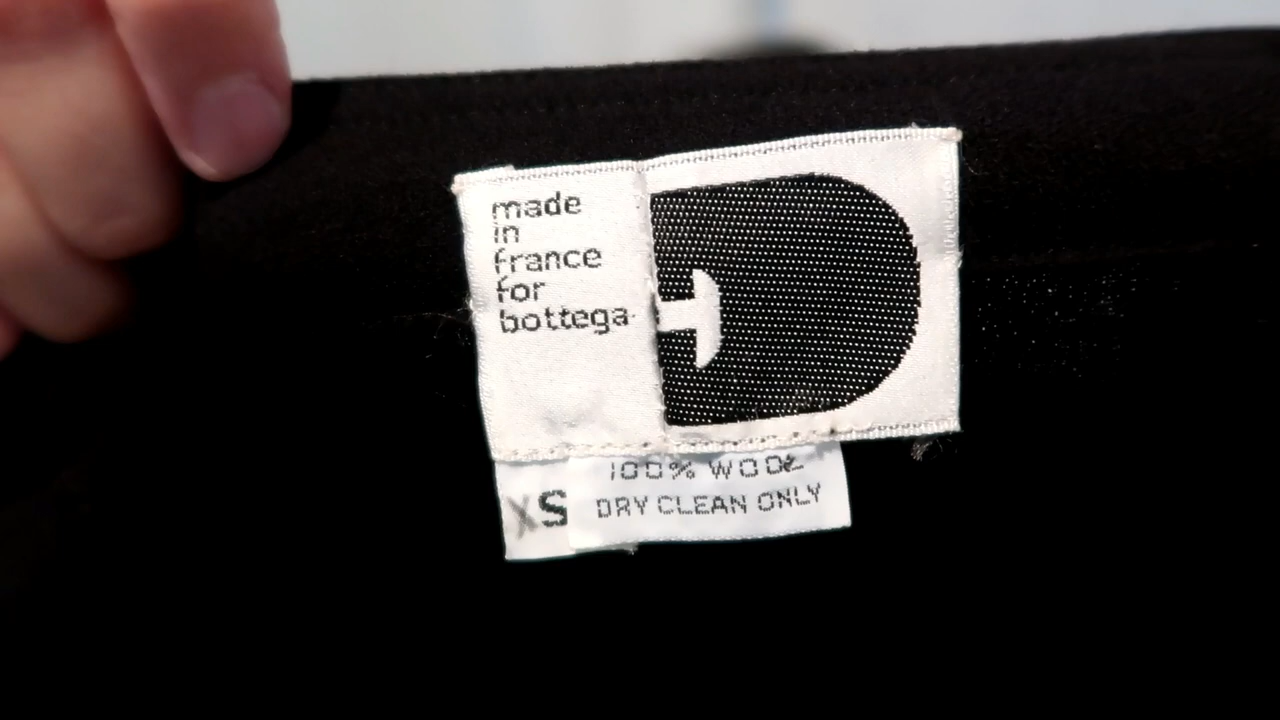 made
in
france
for
bottega
100% WOOL
XS
DRY CLEAN ONLY